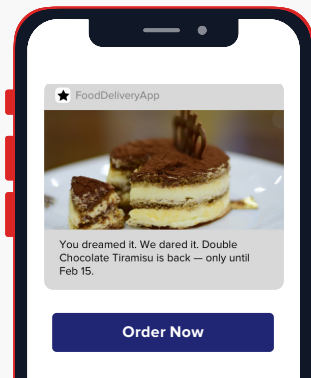 FoodDeliveryApp
You dreamed it. We dared it. Double
Chocolate Tiramisu is back — only until
Feb 15.
Order Now